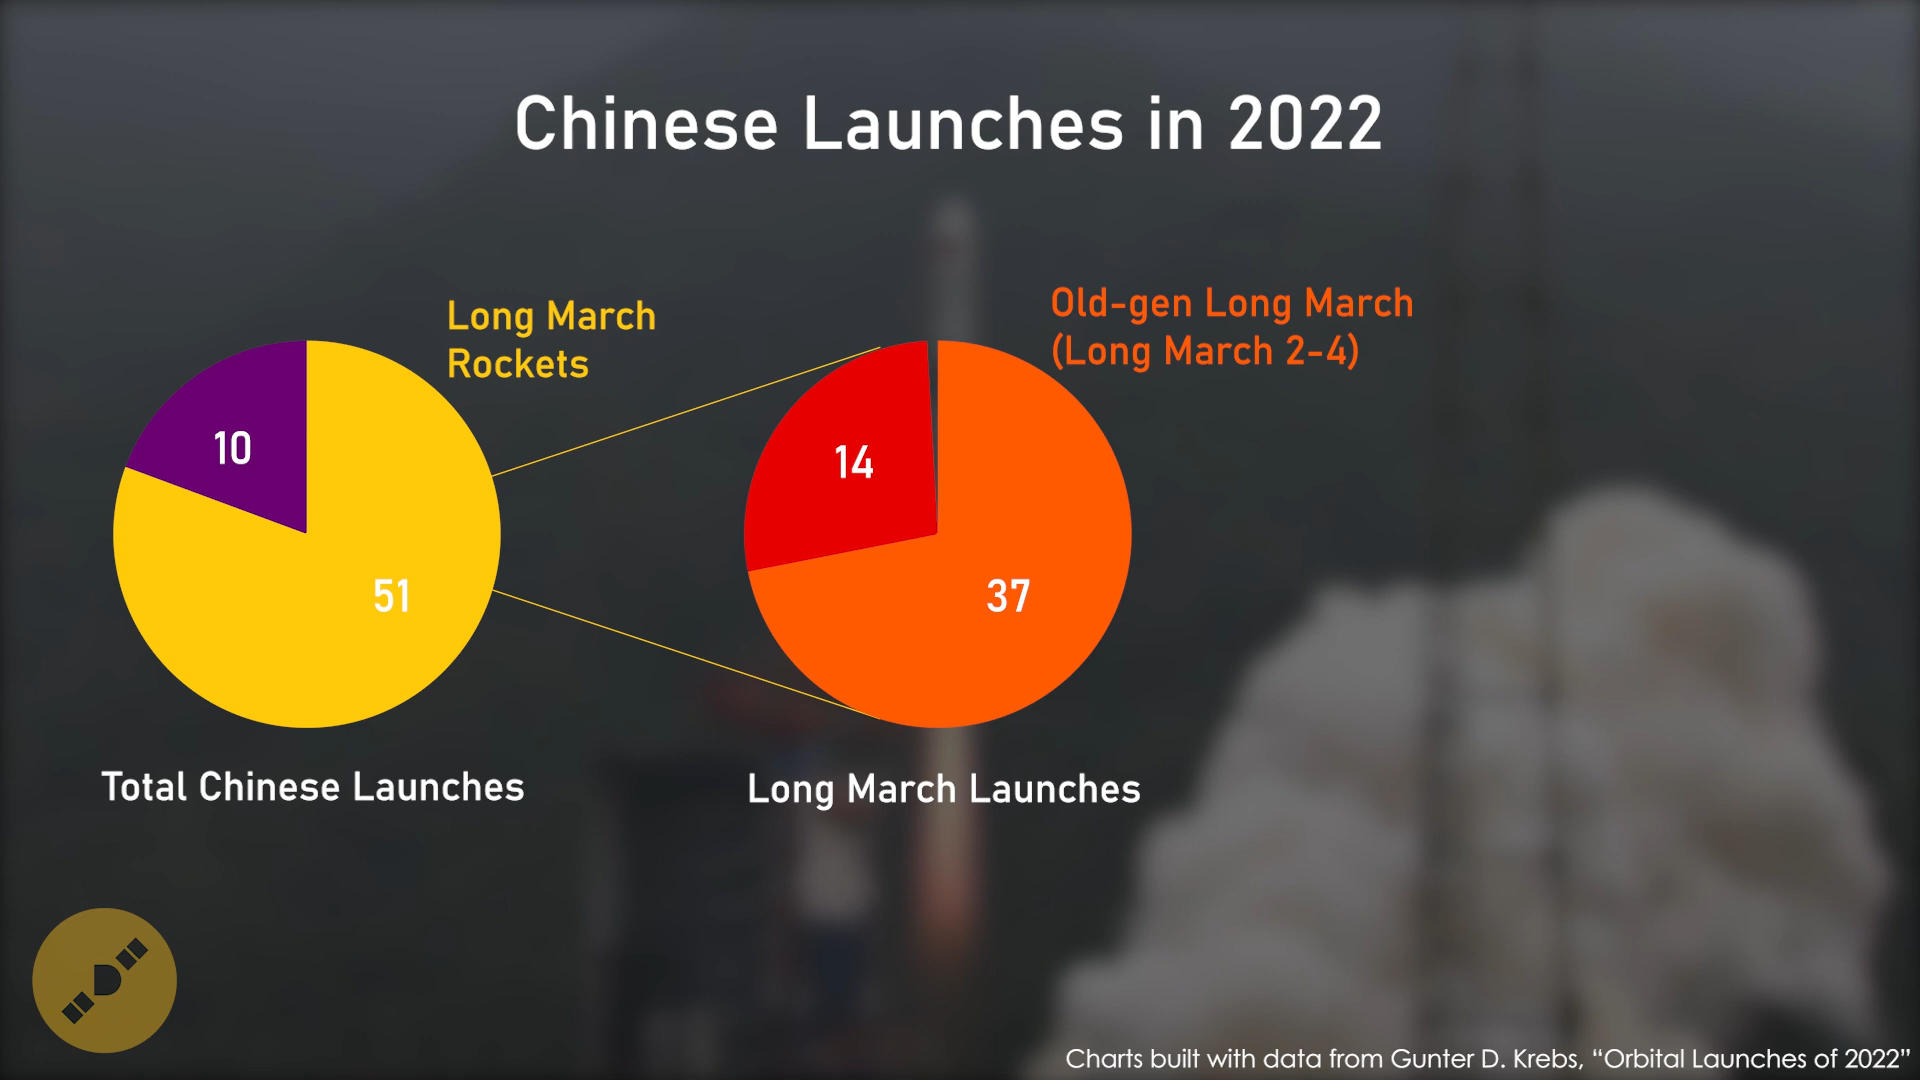 Chinese Launches in 2022
Long March
Rockets
10
51
Total Chinese Launches
Old-gen Long March
(Long March 2-4)
14
37
Long March Launches
D
Charts built with data from Gunter D. Krebs, “Orbital Launches of 2022”